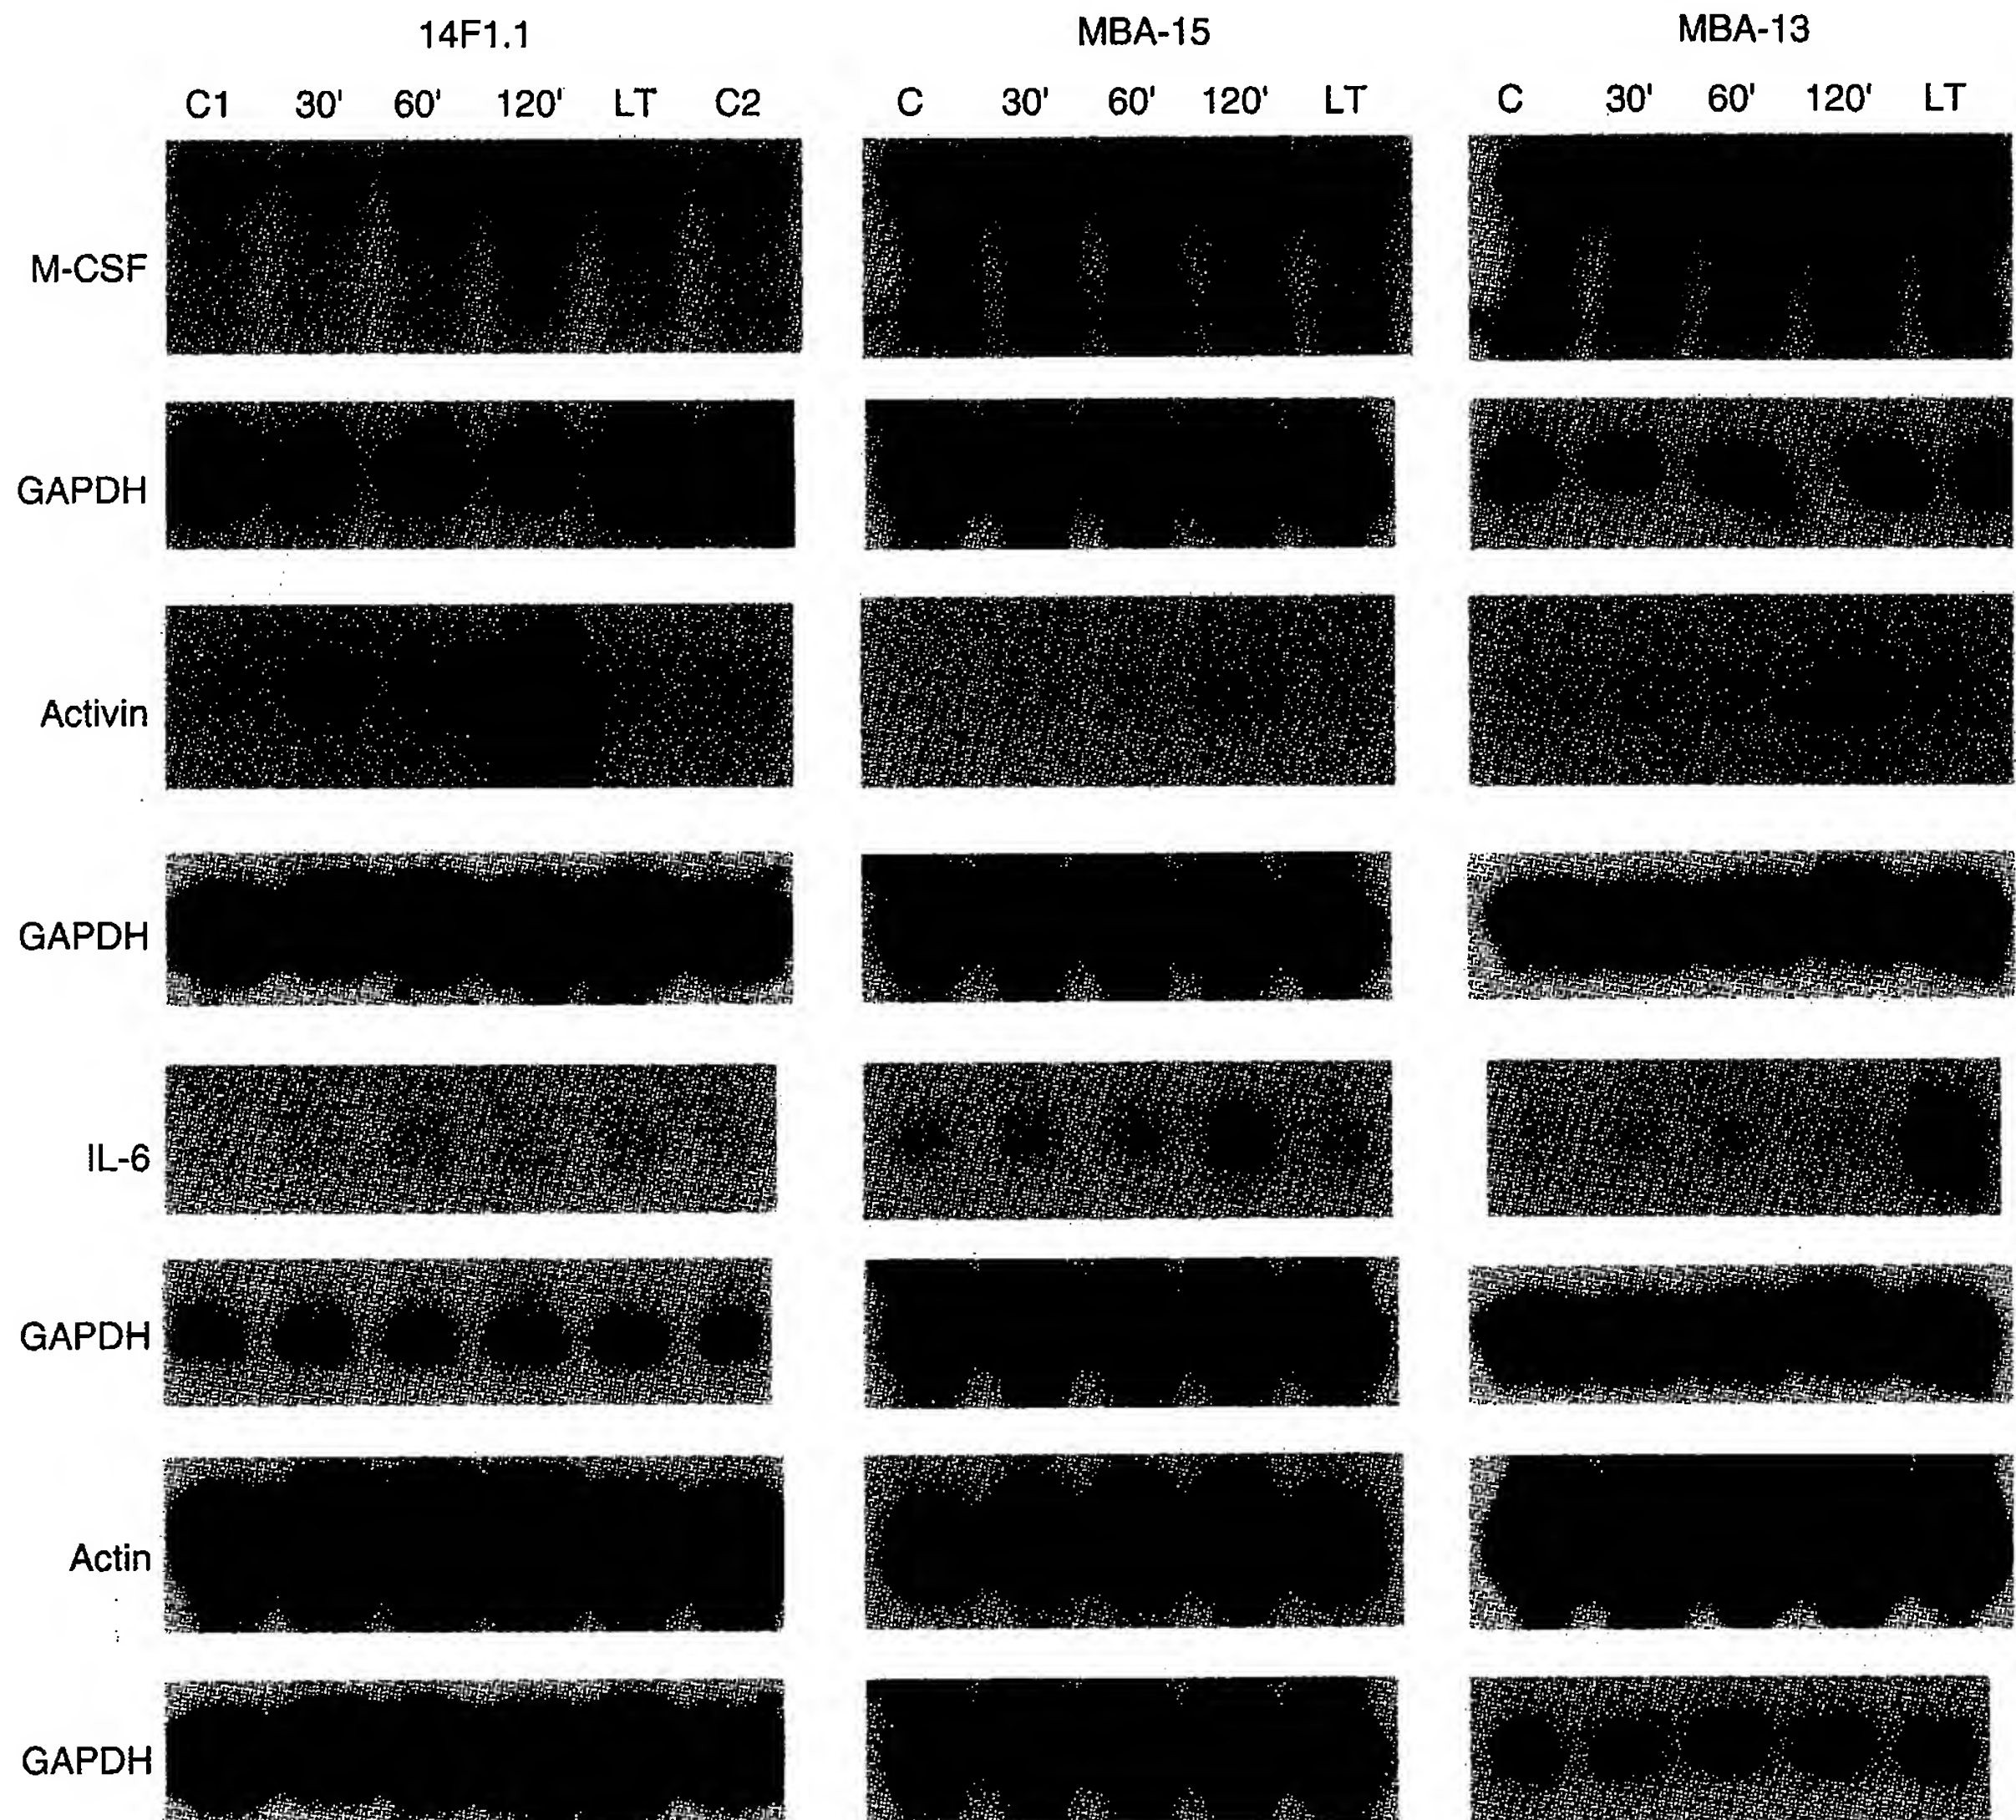 14F1.1 MBA-15 MBA-13
C1 30' 60' 120' LT C2 C 30' 60' 120' LT C 30' 60' 120' LT
M-CSF
GAPDH
Activin
GAPDH
IL-6
GAPDH
Actin
GAPDH